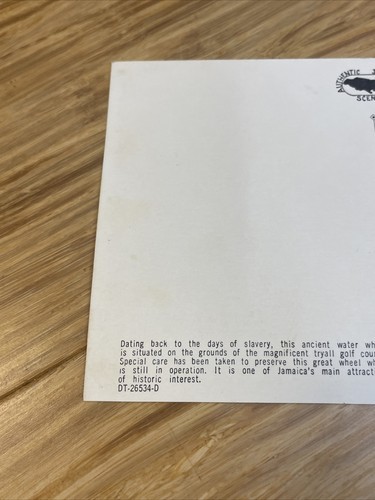 AUTHENTIC J
SCEN
Dating back to the days of slavery, this ancient water wh
is situated on the grounds of the magnificent tryall golf cour
Special care has been taken to preserve this great wheel wh
is still in operation. It is one of Jamaica's main attract
of historic interest.
DT-26534-D